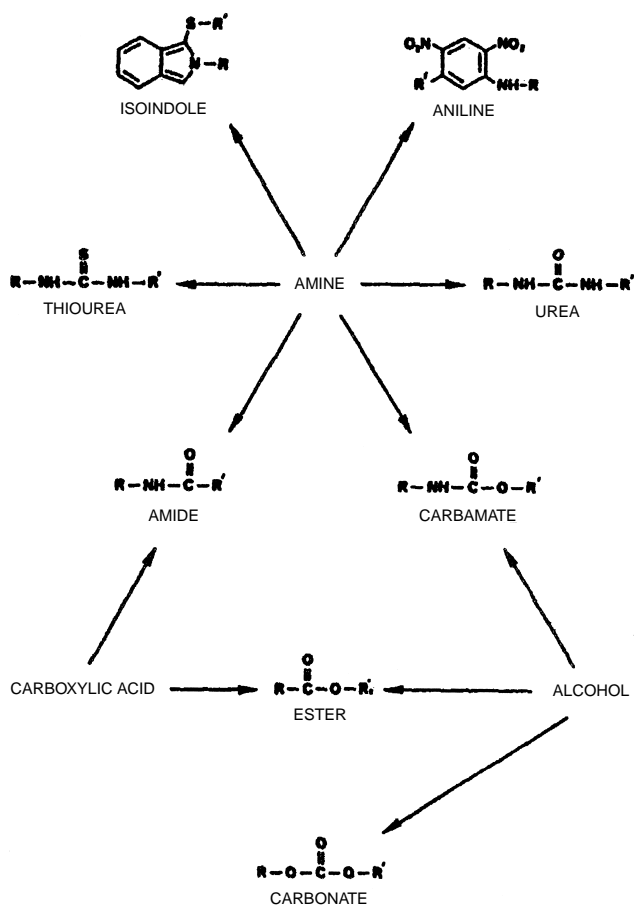 S-R'
N-R
ISOINDOLE
O2N
NO2
R'
NH-R
ANILINE
S
R-NH-C-NH-R'
THIOUREA
AMINE
O
R-NH-C-NH-R'
UREA
O
R-NH-C-R'
AMIDE
O
R-NH-C-O-R'
CARBAMATE
CARBOXYLIC ACID
O
R-C-O-R'
ESTER
ALCOHOL
O
R-O-C-O-R'
CARBONATE